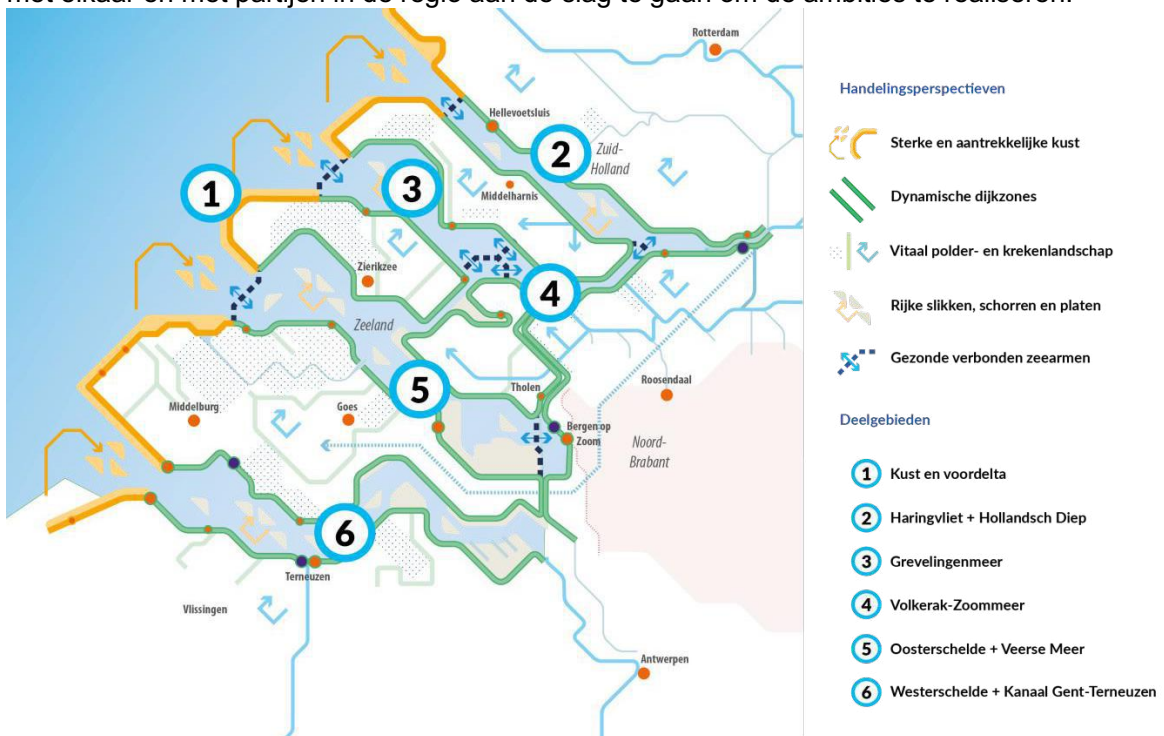 met elkaar en met partijen in de regio aan de slag te gaan om de ambities te realiseren.
Rotterdam
Hellevoetsluis
2
Zuid-
Holland
3
1
Middelharnis
Zierikzee
4
Zeeland
Tholen
Roosendaal
5
Middelburg
Goes
Bergen op
Zoom
Noord-
Brabant
6
Terneuzen
Vlissingen
Antwerpen
Handelingsperspectieven
Sterke en aantrekkelijke kust
Dynamische dijkzones
Vitaal polder- en krekenlandschap
Rijke slikken, schorren en platen
Gezonde verbonden zeearmen
Deelgebieden
1 Kust en voordelta
2 Haringvliet + Hollandsch Diep
3 Grevelingenmeer
4 Volkerak-Zoommeer
5 Oosterschelde + Veerse Meer
6 Westerschelde + Kanaal Gent-Terneuzen